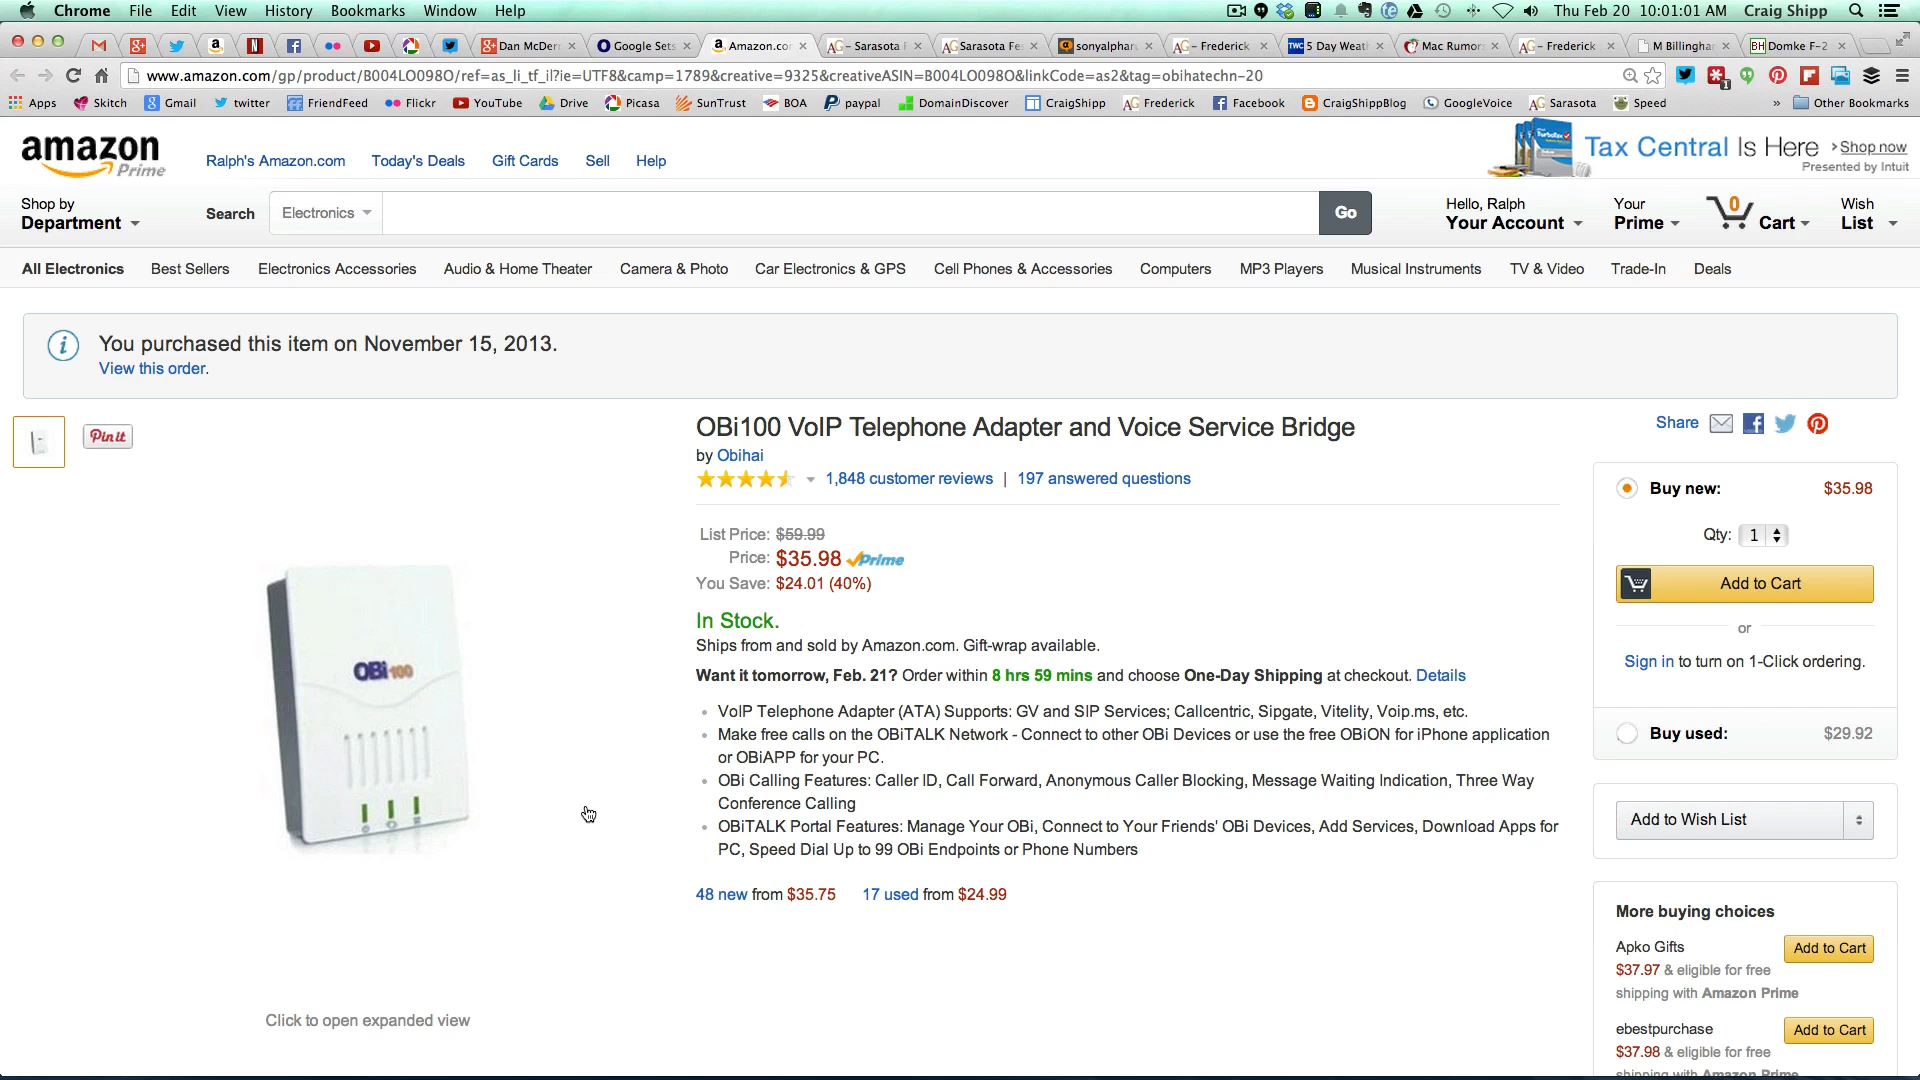 Chrome File Edit View History Bookmarks Window Help Thu Feb 20 10:01:01 AM Craig Shipp
Dan McDer Google Sets Amazon.co – Sarasota F Sarasota Fe sonyalphar – Frederick 5 Day Weat Mac Rumor – Frederick M Billinghar Domke F-2
www.amazon.com/gp/product/B004LO098O/ref=as_li_tf_il?ie=UTF8&camp=1789&creative=9325&creativeASIN=B004LO098O&linkCode=as2&tag=obihatechn-20
Apps Skitch Gmail twitter FriendFeed Flickr YouTube Drive Picasa SunTrust BOA paypal DomainDiscover CraigShipp Frederick Facebook CraigShippBlog GoogleVoice Sarasota Speed » Other Bookmarks
amazon Prime
Ralph's Amazon.com Today's Deals Gift Cards Sell Help
Tax Central Is Here › Shop now
Presented by Intuit
Shop by
Department
Search Electronics Go
Hello, Ralph
Your Account
Your
Prime
0
Cart
Wish
List
All Electronics Best Sellers Electronics Accessories Audio & Home Theater Camera & Photo Car Electronics & GPS Cell Phones & Accessories Computers MP3 Players Musical Instruments TV & Video Trade-In Deals
You purchased this item on November 15, 2013.
View this order.
Pin it
OBi100
Click to open expanded view
OBi100 VoIP Telephone Adapter and Voice Service Bridge
by Obihai
1,848 customer reviews | 197 answered questions
List Price: $59.99
Price: $35.98 Prime
You Save: $24.01 (40%)
In Stock.
Ships from and sold by Amazon.com. Gift-wrap available.
Want it tomorrow, Feb. 21? Order within 8 hrs 59 mins and choose One-Day Shipping at checkout. Details
VoIP Telephone Adapter (ATA) Supports: GV and SIP Services; Callcentric, Sipgate, Vitelity, Voip.ms, etc.
Make free calls on the OBiTALK Network - Connect to other OBi Devices or use the free OBiON for iPhone application
or OBiAPP for your PC.
OBi Calling Features: Caller ID, Call Forward, Anonymous Caller Blocking, Message Waiting Indication, Three Way
Conference Calling
OBiTALK Portal Features: Manage Your OBi, Connect to Your Friends' OBi Devices, Add Services, Download Apps for
PC, Speed Dial Up to 99 OBi Endpoints or Phone Numbers
48 new from $35.75 17 used from $24.99
Share
Buy new: $35.98
Qty: 1
Add to Cart
or
Sign in to turn on 1-Click ordering.
Buy used: $29.92
Add to Wish List
More buying choices
Apko Gifts Add to Cart
$37.97 & eligible for free
shipping with Amazon Prime
ebestpurchase Add to Cart
$37.98 & eligible for free
shipping with Amazon Prime